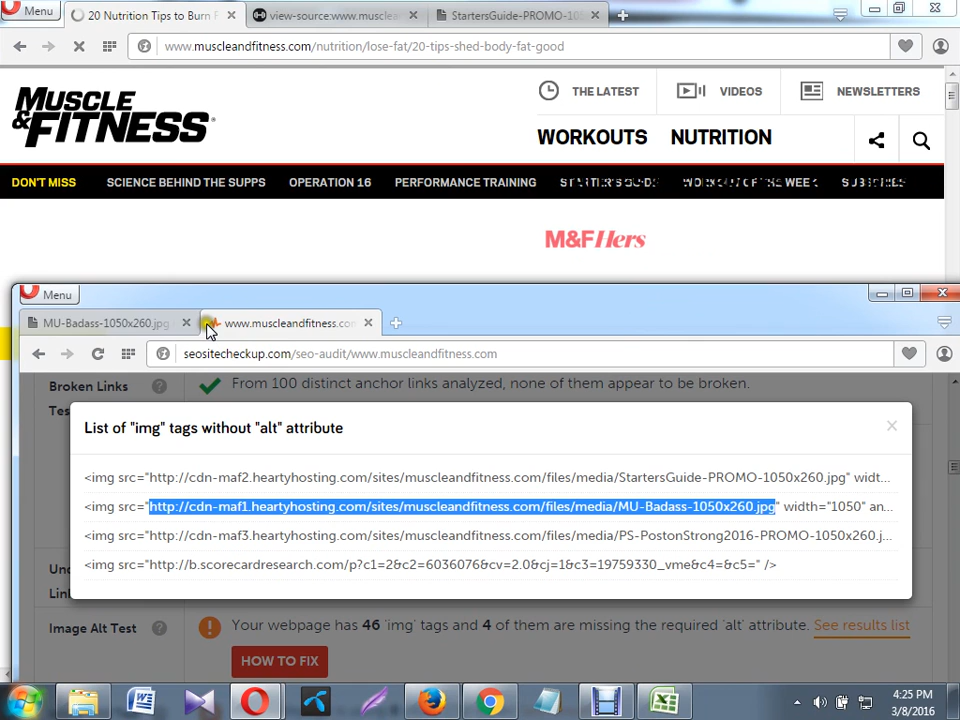 Menu
20 Nutrition Tips to Burn F
view-source:www.muscleandf
StartersGuide-PROMO-105
www.muscleandfitness.com/nutrition/lose-fat/20-tips-shed-body-fat-good
MUSCLE
& FITNESS
THE LATEST
VIDEOS
NEWSLETTERS
WORKOUTS
NUTRITION
DON'T MISS
SCIENCE BEHIND THE SUPPS
OPERATION 16
PERFORMANCE TRAINING
M&F Hers
Menu
MU-Badass-1050x260.jpg
www.muscleandfitness.com
seositecheckup.com/seo-audit/www.muscleandfitness.com
Broken Links
From 100 distinct anchor links analyzed, none of them appear to be broken.
List of "img" tags without "alt" attribute
<img src="http://cdn-maf2.heartyhosting.com/sites/muscleandfitness.com/files/media/StartersGuide-PROMO-1050x260.jpg" widt...
<img src="http://cdn-maf1.heartyhosting.com/sites/muscleandfitness.com/files/media/MU-Badass-1050x260.jpg" width="1050" an...
<img src="http://cdn-maf3.heartyhosting.com/sites/muscleandfitness.com/files/media/PS-PostonStrong2016-PROMO-1050x260.j...
<img src="http://b.scorecardresearch.com/p?c1=2&c2=6036076&cv=2.0&cj=1&c3=19759330_vme&c4=&c5=" />
Image Alt Test
Your webpage has 46 'img' tags and 4 of them are missing the required 'alt' attribute. See results list
HOW TO FIX
4:25 PM
3/8/2016